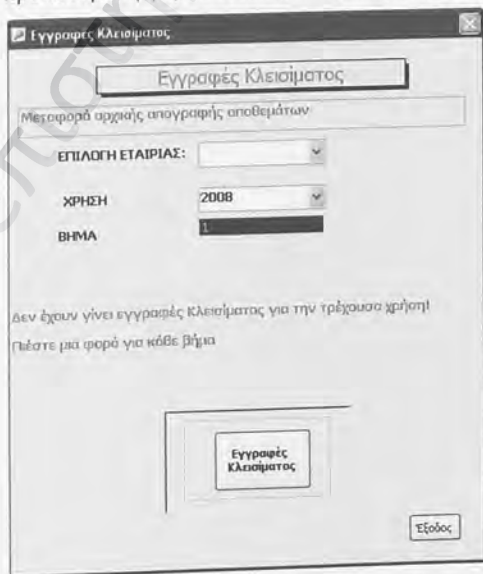 Εγγραφές Κλεισίματος
Εγγραφές Κλεισίματος
Μεταφορά αρχικής απογραφής αποθεμάτων
ΕΠΙΛΟΓΗ ΕΤΑΙΡΙΑΣ:
ΧΡΗΣΗ 2008
ΒΗΜΑ 1
Δεν έχουν γίνει εγγραφές Κλεισίματος για την τρέχουσα χρήση!
Πιέστε μια φορά για κάθε βήμα
Εγγραφές
Κλεισίματος
Έξοδος